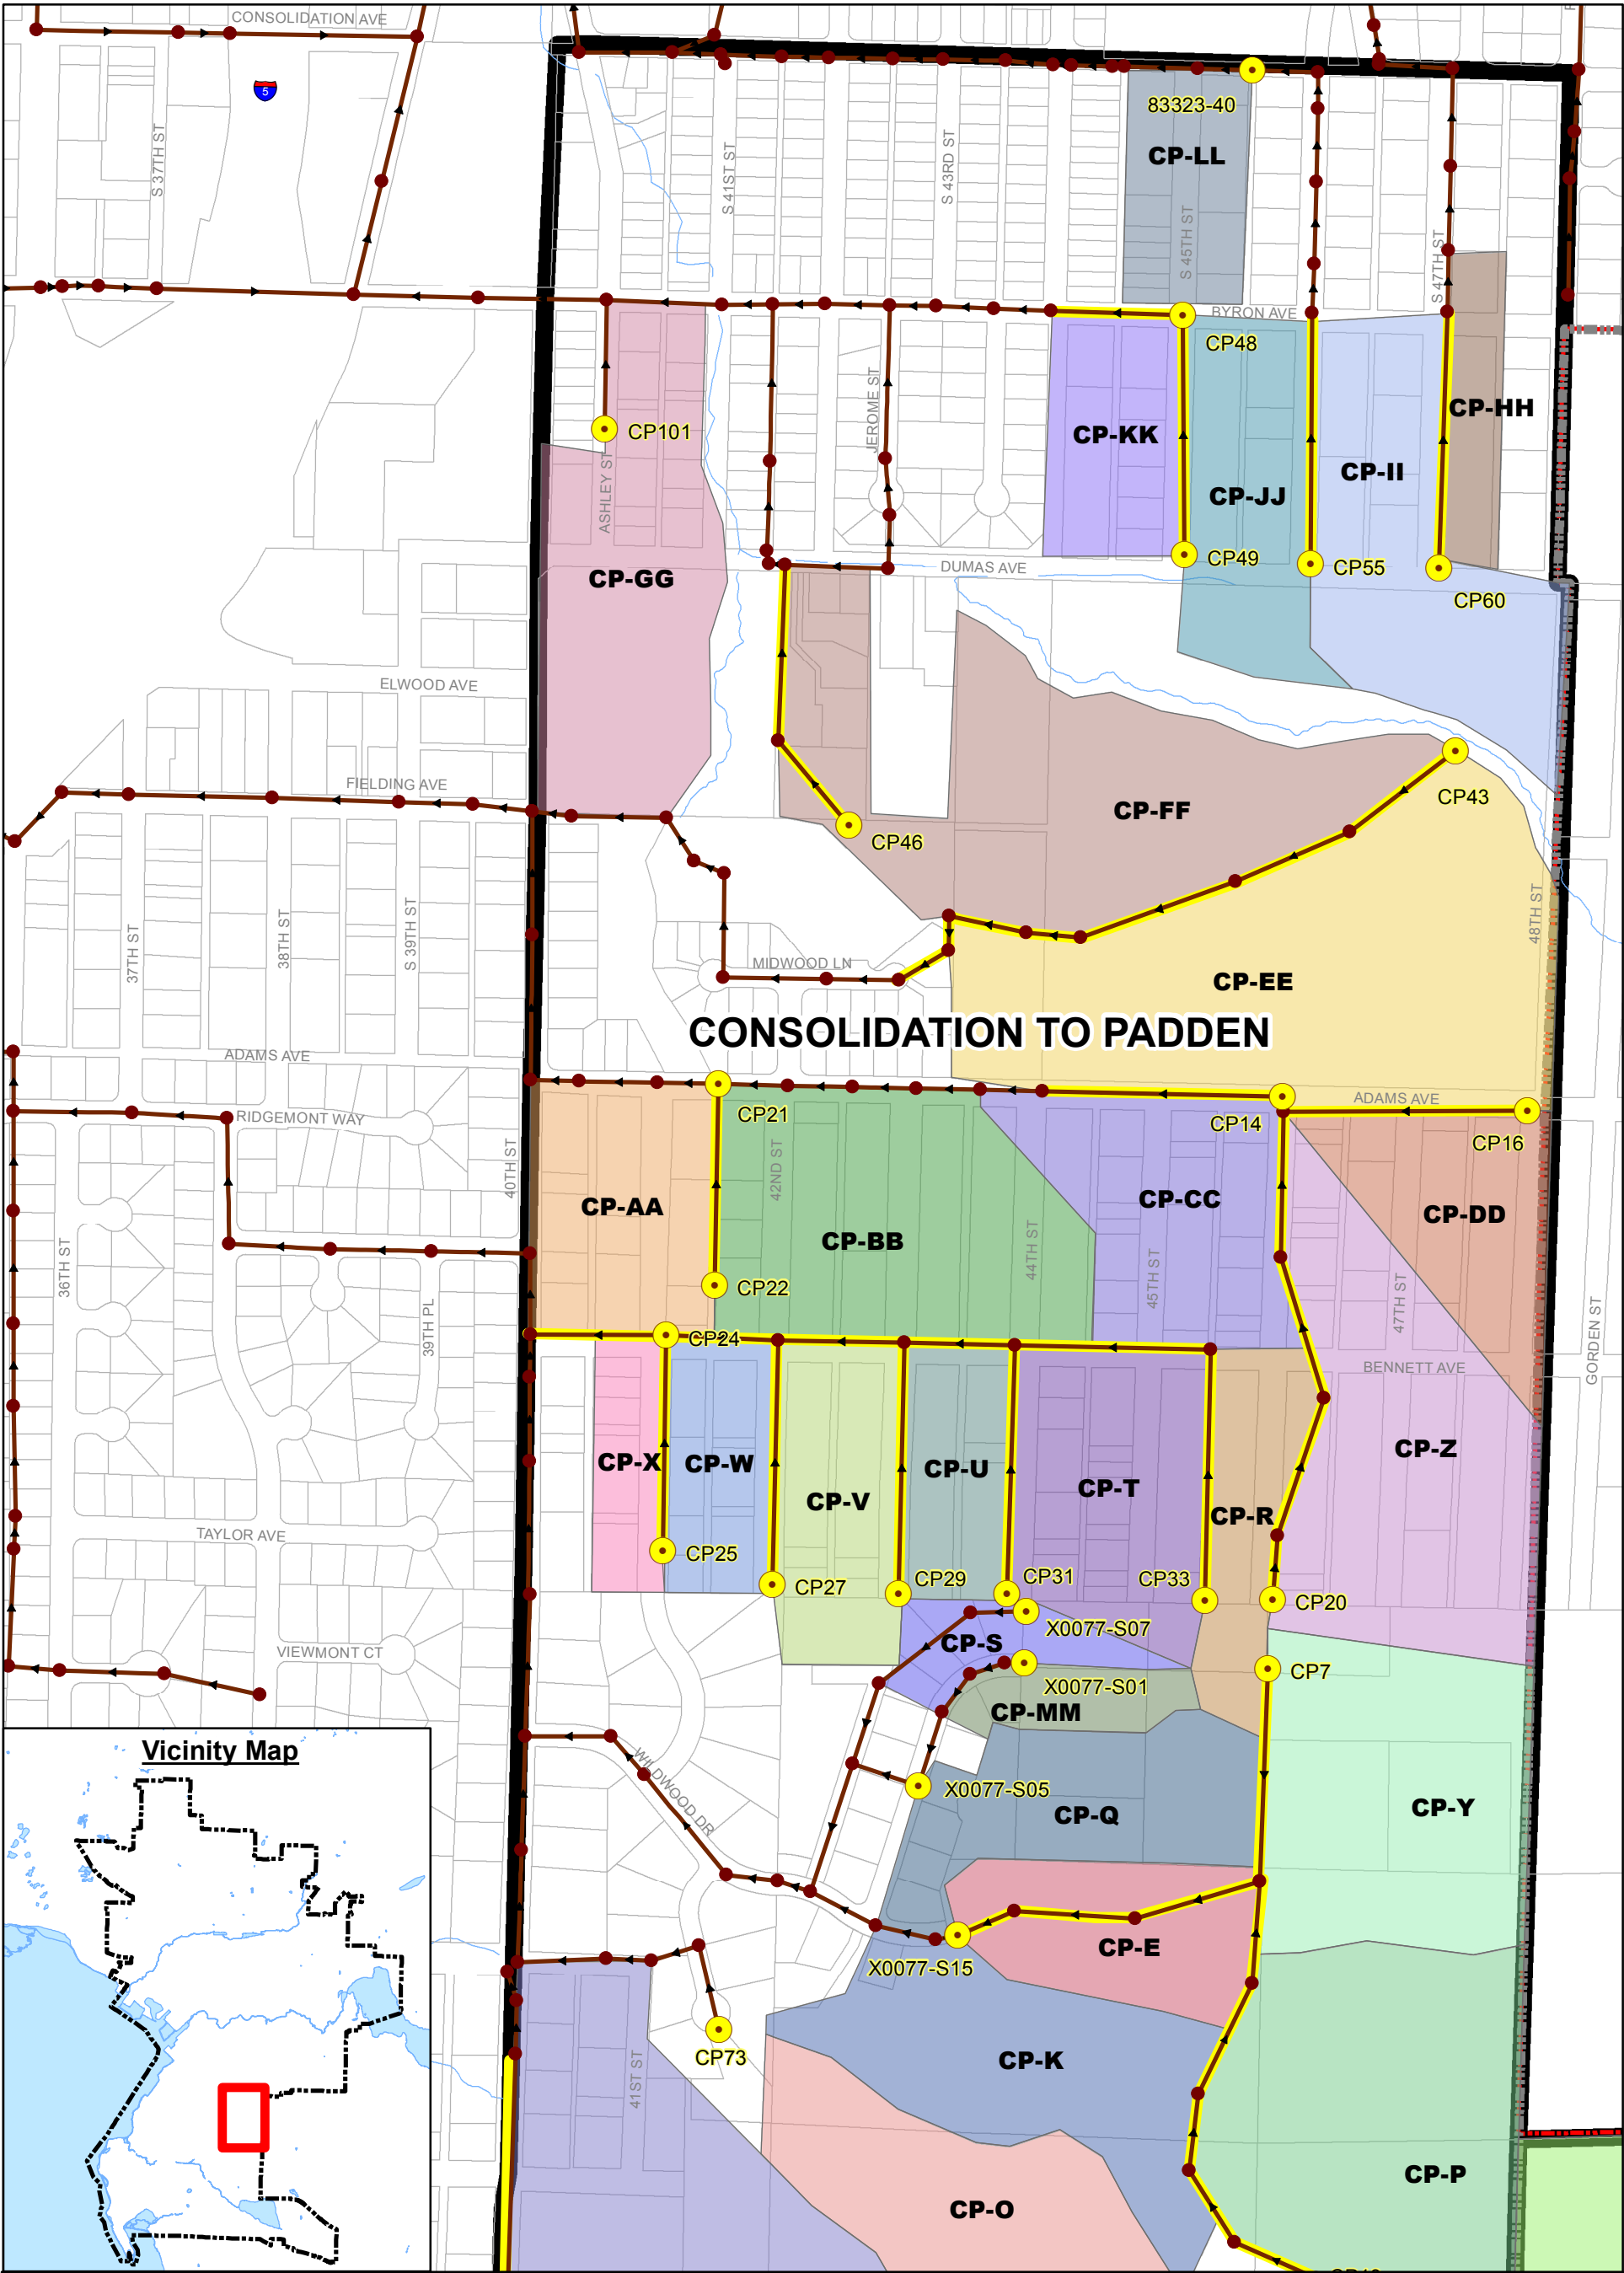 CONSOLIDATION AVE
5
S 37TH ST
S 41ST ST
S 43RD ST
83323-40
CP-LL
S 45TH ST
S 47TH ST
BYRON AVE
CP48
CP-HH
CP101
CP-KK
JEROME ST
CP-II
ASHLEY ST
CP-JJ
CP49
CP-GG
DUMAS AVE
CP55
CP60
ELWOOD AVE
FIELDING AVE
CP43
CP-FF
CP46
37TH ST
38TH ST
S 39TH ST
48TH ST
MIDWOOD LN
CP-EE
CONSOLIDATION TO PADDEN
ADAMS AVE
ADAMS AVE
CP21
RIDGEMONT WAY
CP14
CP16
40TH ST
42ND ST
CP-AA
CP-CC
CP-DD
CP-BB
44TH ST
45TH ST
36TH ST
CP22
47TH ST
39TH PL
CP24
GORDEN ST
BENNETT AVE
CP-X
CP-W
CP-U
CP-Z
CP-V
CP-T
CP-R
TAYLOR AVE
CP25
CP27
CP29
CP31
CP33
CP20
X0077-S07
CP-S
VIEWMONT CT
CP7
X0077-S01
CP-MM
Vicinity Map
WILDWOOD DR
X0077-S05
CP-Q
CP-Y
CP-E
X0077-S15
CP73
CP-K
41ST ST
CP-P
CP-O